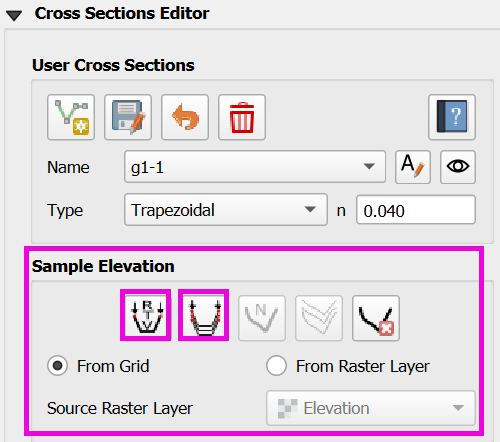 Cross Sections Editor
User Cross Sections
?
Name g1-1 A
Type Trapezoidal n 0.040
Sample Elevation
R
T
V
N
From Grid From Raster Layer
Source Raster Layer Elevation